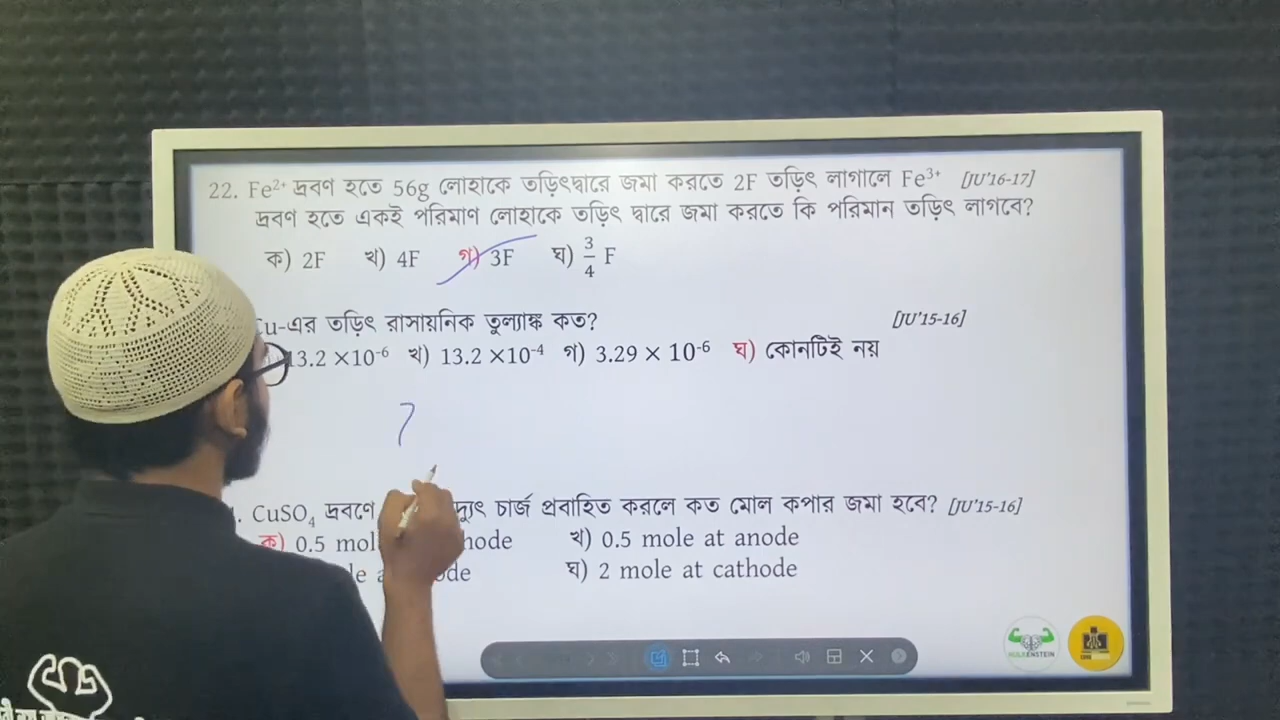 22. Fe²⁺ দ্রবণ হতে 56g লোহাকে তড়িৎদ্বারে জমা করতে 2F তড়িৎ লাগলে Fe³⁺ [JU'16-17]
দ্রবণ হতে একই পরিমাণ লোহাকে তড়িৎ দ্বারে জমা করতে কি পরিমান তড়িৎ লাগবে?
ক) 2F খ) 4F গ) 3F ঘ) 3/4 F
Cu-এর তড়িৎ রাসায়নিক তুল্যাঙ্ক কত? [JU'15-16]
13.2 ×10⁻⁶ খ) 13.2 ×10⁻⁴ গ) 3.29 × 10⁻⁶ ঘ) কোনটিই নয়
. CuSO₄ দ্রবণে চার্জ প্রবাহিত করলে কত মোল কপার জমা হবে? [JU'15-16]
ক) 0.5 খ) 0.5 mole at anode
ঘ) 2 mole at cathode
HULKENSTEIN